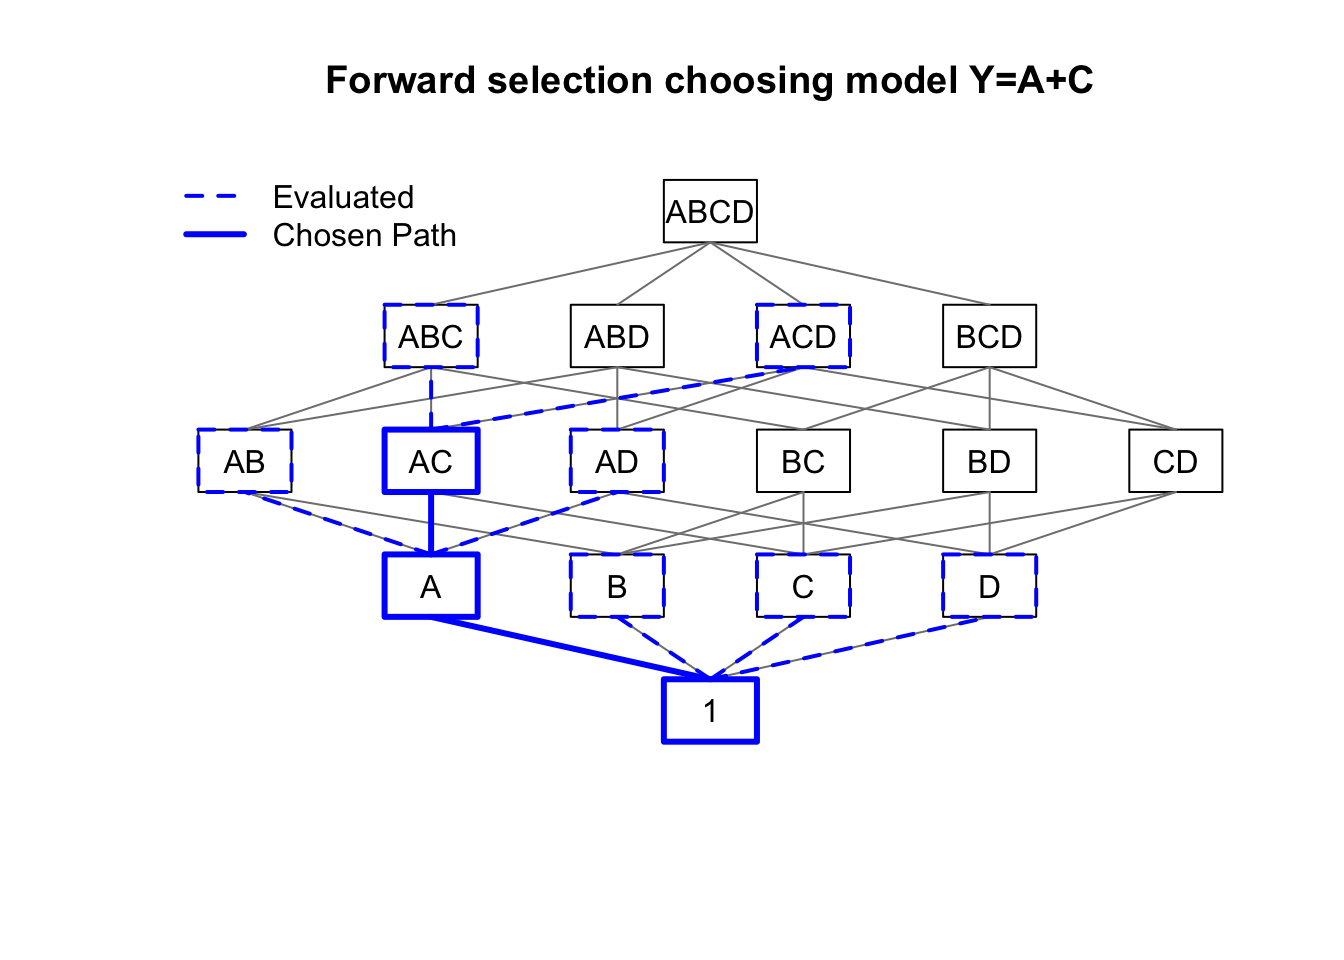 Forward selection choosing model Y=A+C
Evaluated
Chosen Path
ABCD
ABC ABD ACD BCD
AB AC AD BC BD CD
A B C D
1